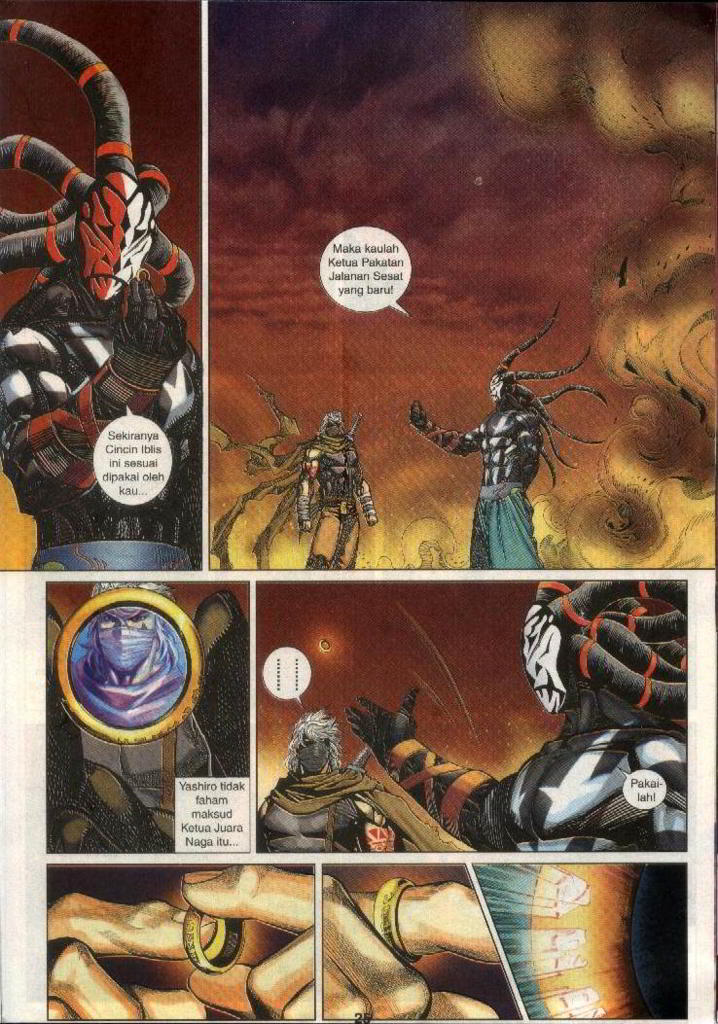 Sekiranya
Cincin Iblis
ini sesuai
dipakai oleh
kau...
Maka kaulah
Ketua Pakatan
Jalanan Sesat
yang baru!
Yashiro tidak
faham
maksud
Ketua Juara
Naga itu...
Pakai-
lah!
25